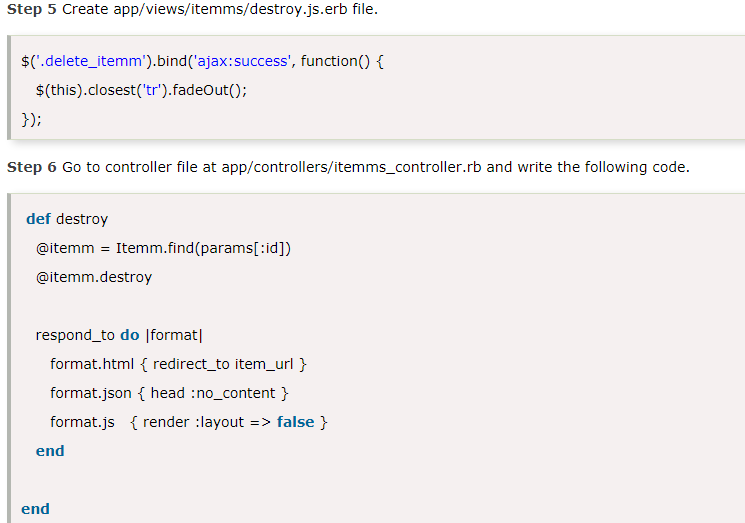 Step 5 Create app/views/itemms/destroy.js.erb file.
$('.delete_itemm').bind('ajax:success', function() {
$(this).closest('tr').fadeOut();
});
Step 6 Go to controller file at app/controllers/itemms_controller.rb and write the following code.
def destroy
@itemm = Itemm.find(params[:id])
@itemm.destroy
respond_to do |format|
format.html { redirect_to item_url }
format.json { head :no_content }
format.js   { render :layout => false }
end
end